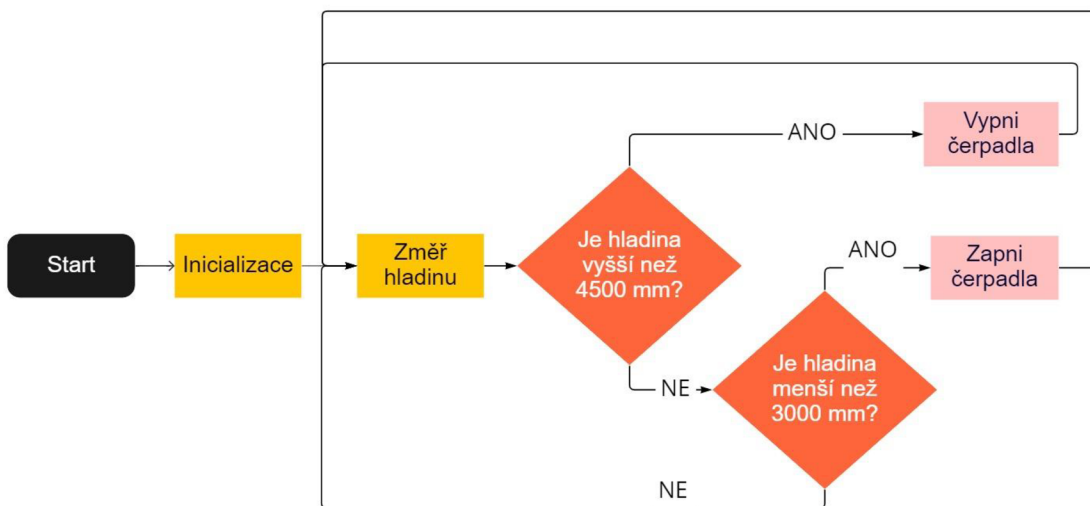 Start
Inicializace
Změř
hladinu
Je hladina
vyšší než
4500 mm?
ANO
Vypni
čerpadla
NE
Je hladina
menší než
3000 mm?
ANO
Zapni
čerpadla
NE